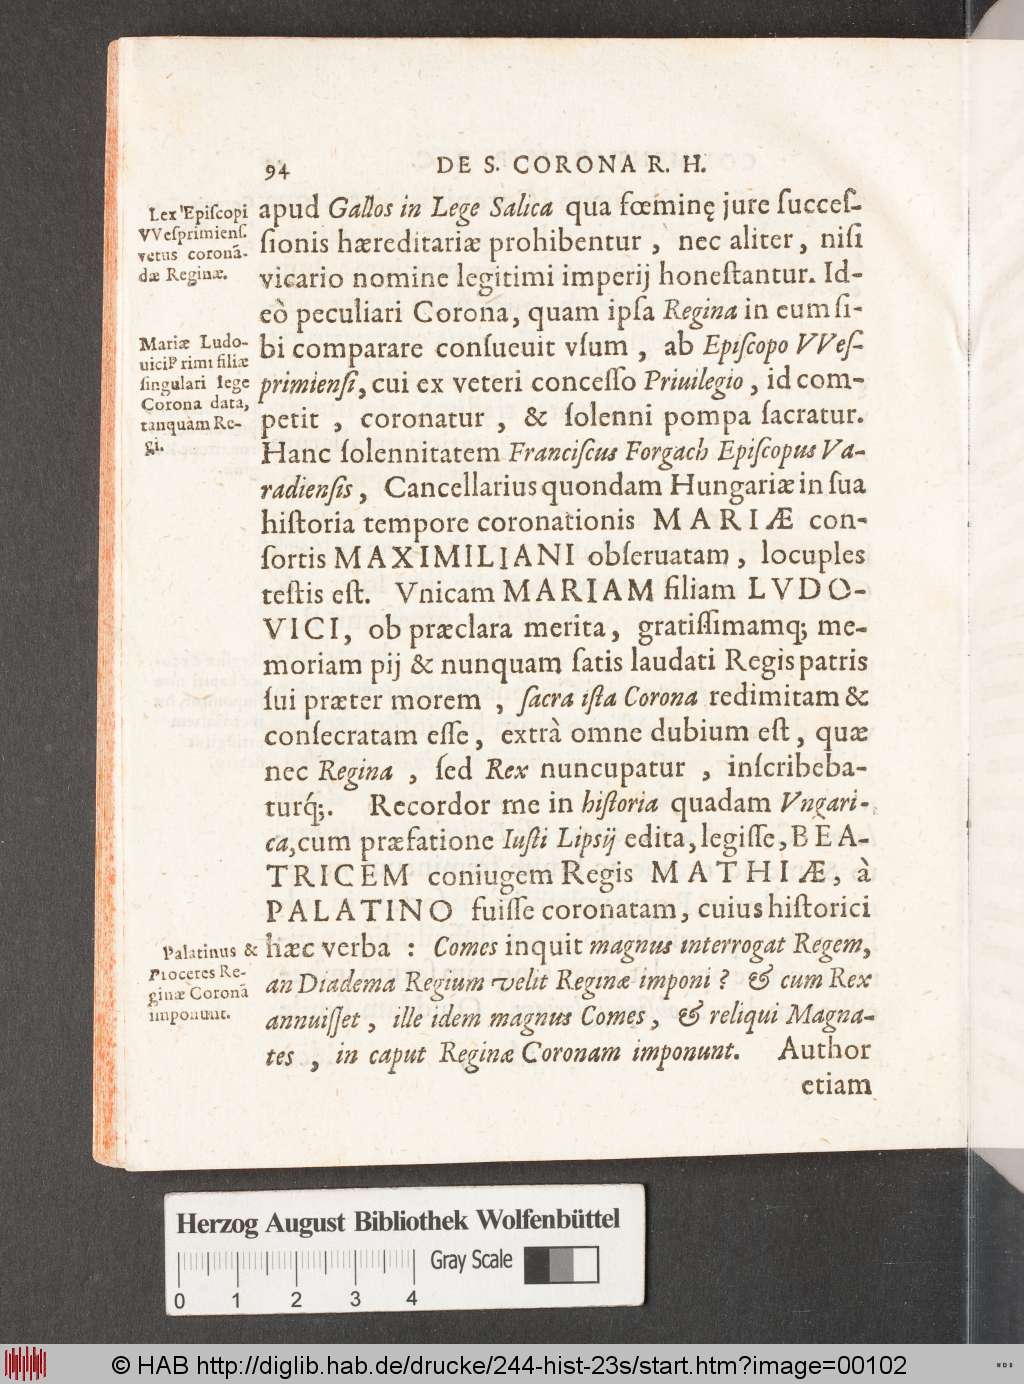 94 DE S. CORONA R. H.
apud Gallos in Lege Salica qua fœminę jure succeſ-
ſionis hæreditariæ prohibentur, nec aliter, niſi
vicario nomine legitimi imperij honeſtantur. Id-
eò peculiari Corona, quam ipſa Regina in eum ſi-
bi comparare conſueuit vſum, ab Epiſcopo VVeſ-
primienſi, cui ex veteri conceſſo Priuilegio, id com-
petit, coronatur, & ſolenni pompa ſacratur.
Hanc ſolennitatem Franciſcus Forgach Epiſcopus Va-
radienſis, Cancellarius quondam Hungariæ in ſua
hiſtoria tempore coronationis MARIÆ con-
ſortis MAXIMILIANI obſeruatam, locuples
teſtis eſt. Vnicam MARIAM filiam LVDO-
VICI, ob præclara merita, gratiſſimamq; me-
moriam pij & nunquam ſatis laudati Regis patris
ſui præter morem, ſacra iſta Corona redimitam &
conſecratam eſſe, extrà omne dubium eſt, quæ
nec Regina, ſed Rex nuncupatur, inſcribeba-
turq́;. Recordor me in hiſtoria quadam Vngari-
ca, cum præfatione Iuſti Lipſij edita, legiſſe, BEA-
TRICEM coniugem Regis MATHIÆ, à
PALATINO fuiſſe coronatam, cuius hiſtorici
hæc verba: Comes inquit magnus interrogat Regem,
an Diadema Regium velit Reginæ imponi? & cum Rex
annuiſſet, ille idem magnus Comes, & reliqui Magna-
tes, in caput Reginæ Coronam imponunt. Author
etiam
Lex Epiſcopi
VVeſprimienſ.
vetus coronã-
dæ Reginæ.
Mariæ Ludo-
uici Primi filiæ
ſingulari lege
Corona data,
tanquàm Re-
gi.
Palatinus &
Proceres Re-
ginæ Coronã
imponunt.
Herzog August Bibliothek Wolfenbüttel
Gray Scale
0 1 2 3 4
© HAB http://diglib.hab.de/drucke/244-hist-23s/start.htm?image=00102